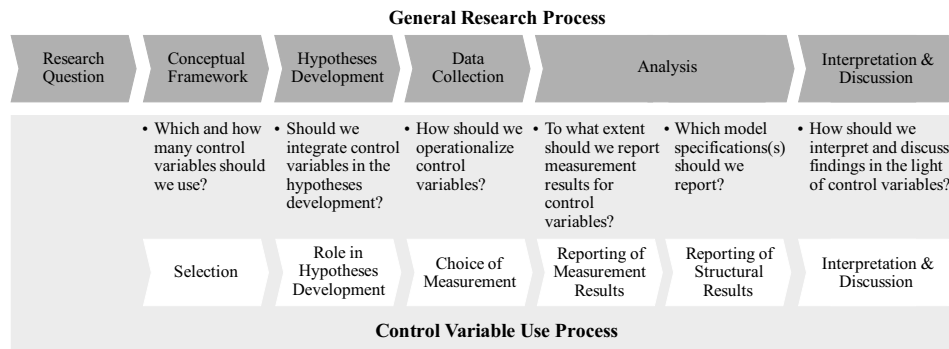 General Research Process
Research
Question
Conceptual
Framework
Hypotheses
Development
Data
Collection
Analysis
Interpretation &
Discussion
• Which and how
many control
variables should
we use?
• Should we
integrate control
variables in the
hypotheses
development?
• How should we
operationalize
control
variables?
• To what extent
should we report
measurement
results for
control
variables?
• Which model
specifications(s)
should we
report?
• How should we
interpret and discuss
findings in the light
of control variables?
Selection
Role in
Hypotheses
Development
Choice of
Measurement
Reporting of
Measurement
Results
Reporting of
Structural
Results
Interpretation &
Discussion
Control Variable Use Process